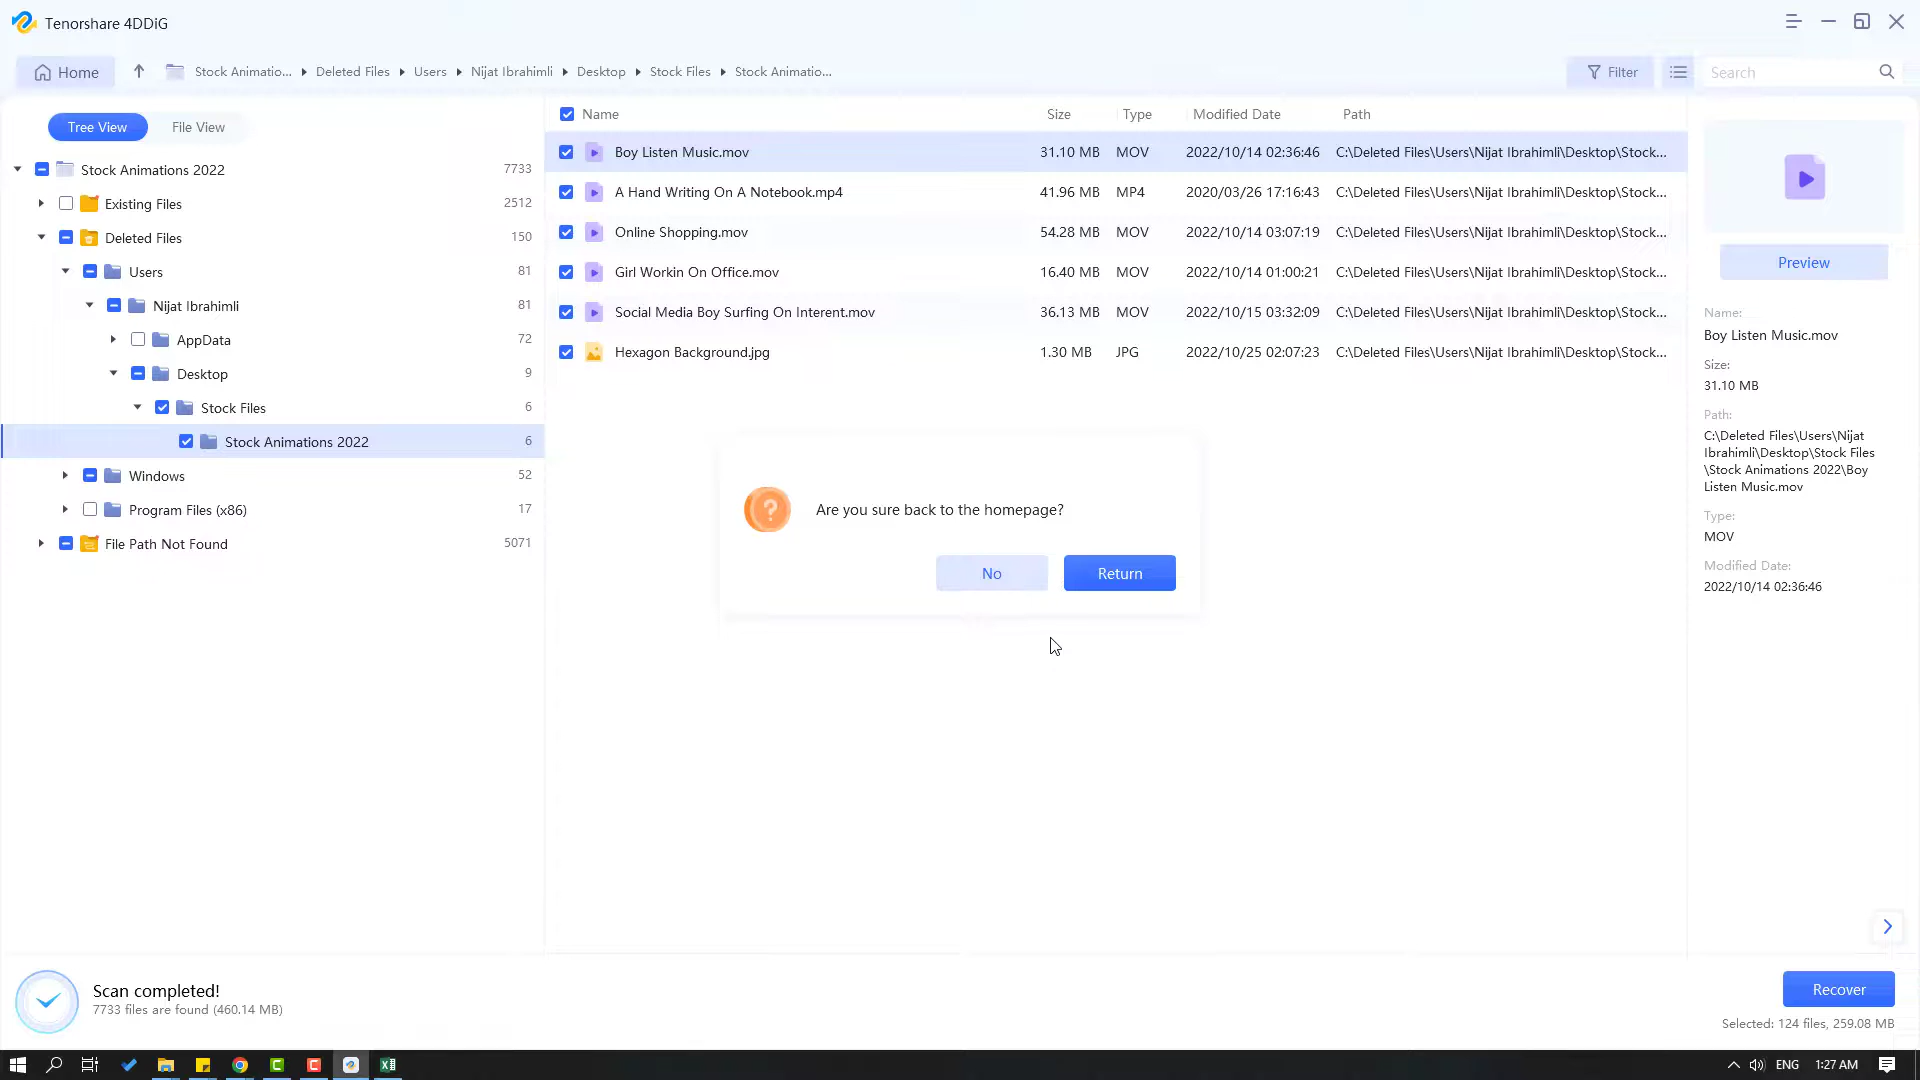 Tenorshare 4DDiG
Home
Stock Animatio... Deleted Files Users Nijat Ibrahimli Desktop Stock Files Stock Animatio...
Filter
Search
Tree View File View
Name Size Type Modified Date Path
Stock Animations 2022 7733
Existing Files 2512
Deleted Files 150
Users 81
Nijat Ibrahimli 81
AppData 72
Desktop 9
Stock Files 6
Stock Animations 2022 6
Windows 52
Program Files (x86) 17
File Path Not Found 5071
Boy Listen Music.mov 31.10 MB MOV 2022/10/14 02:36:46 C:\Deleted Files\Users\Nijat Ibrahimli\Desktop\Stock...
A Hand Writing On A Notebook.mp4 41.96 MB MP4 2020/03/26 17:16:43 C:\Deleted Files\Users\Nijat Ibrahimli\Desktop\Stock...
Online Shopping.mov 54.28 MB MOV 2022/10/14 03:07:19 C:\Deleted Files\Users\Nijat Ibrahimli\Desktop\Stock...
Girl Workin On Office.mov 16.40 MB MOV 2022/10/14 01:00:21 C:\Deleted Files\Users\Nijat Ibrahimli\Desktop\Stock...
Social Media Boy Surfing On Interent.mov 36.13 MB MOV 2022/10/15 03:32:09 C:\Deleted Files\Users\Nijat Ibrahimli\Desktop\Stock...
Hexagon Background.jpg 1.30 MB JPG 2022/10/25 02:07:23 C:\Deleted Files\Users\Nijat Ibrahimli\Desktop\Stock...
Are you sure back to the homepage?
No Return
Preview
Name:
Boy Listen Music.mov
Size:
31.10 MB
Path:
C:\Deleted Files\Users\Nijat
Ibrahimli\Desktop\Stock Files
\Stock Animations 2022\Boy
Listen Music.mov
Type:
MOV
Modified Date:
2022/10/14 02:36:46
Scan completed!
7733 files are found (460.14 MB)
Recover
Selected: 124 files, 259.08 MB
ENG 1:27 AM